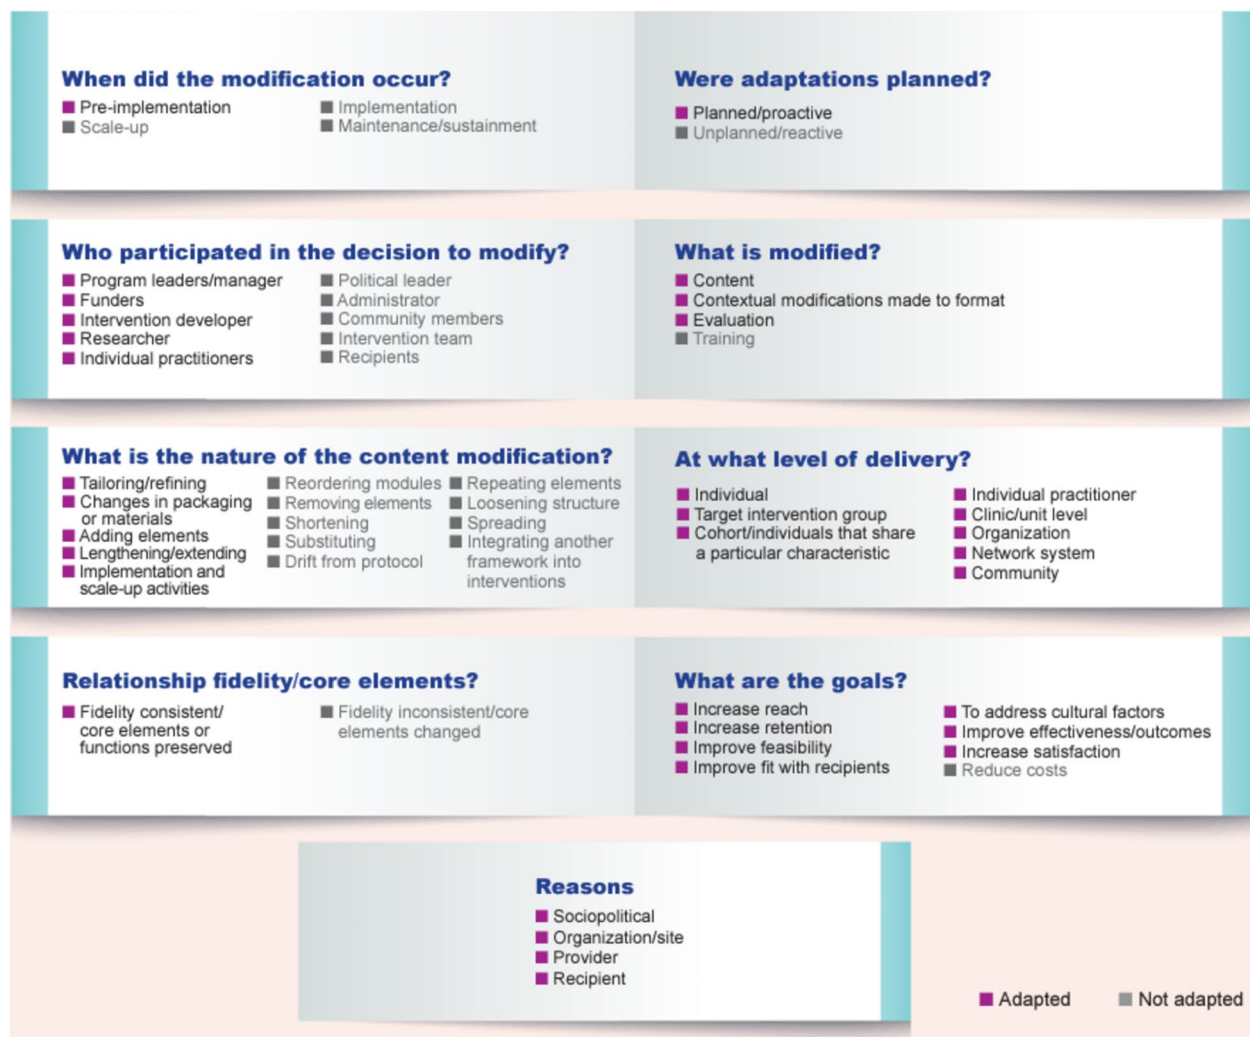 When did the modification occur?
Pre-implementation
Scale-up
Implementation
Maintenance/sustainment
Were adaptations planned?
Planned/proactive
Unplanned/reactive
Who participated in the decision to modify?
Program leaders/manager
Funders
Intervention developer
Researcher
Individual practitioners
Political leader
Administrator
Community members
Intervention team
Recipients
What is modified?
Content
Contextual modifications made to format
Evaluation
Training
What is the nature of the content modification?
Tailoring/refining
Changes in packaging
or materials
Adding elements
Lengthening/extending
Implementation and
scale-up activities
Reordering modules
Removing elements
Shortening
Substituting
Drift from protocol
Repeating elements
Loosening structure
Spreading
Integrating another
framework into
interventions
At what level of delivery?
Individual
Target intervention group
Cohort/individuals that share
a particular characteristic
Individual practitioner
Clinic/unit level
Organization
Network system
Community
Relationship fidelity/core elements?
Fidelity consistent/
core elements or
functions preserved
Fidelity inconsistent/core
elements changed
What are the goals?
Increase reach
Increase retention
Improve feasibility
Improve fit with recipients
To address cultural factors
Improve effectiveness/outcomes
Increase satisfaction
Reduce costs
Reasons
Sociopolitical
Organization/site
Provider
Recipient
Adapted
Not adapted